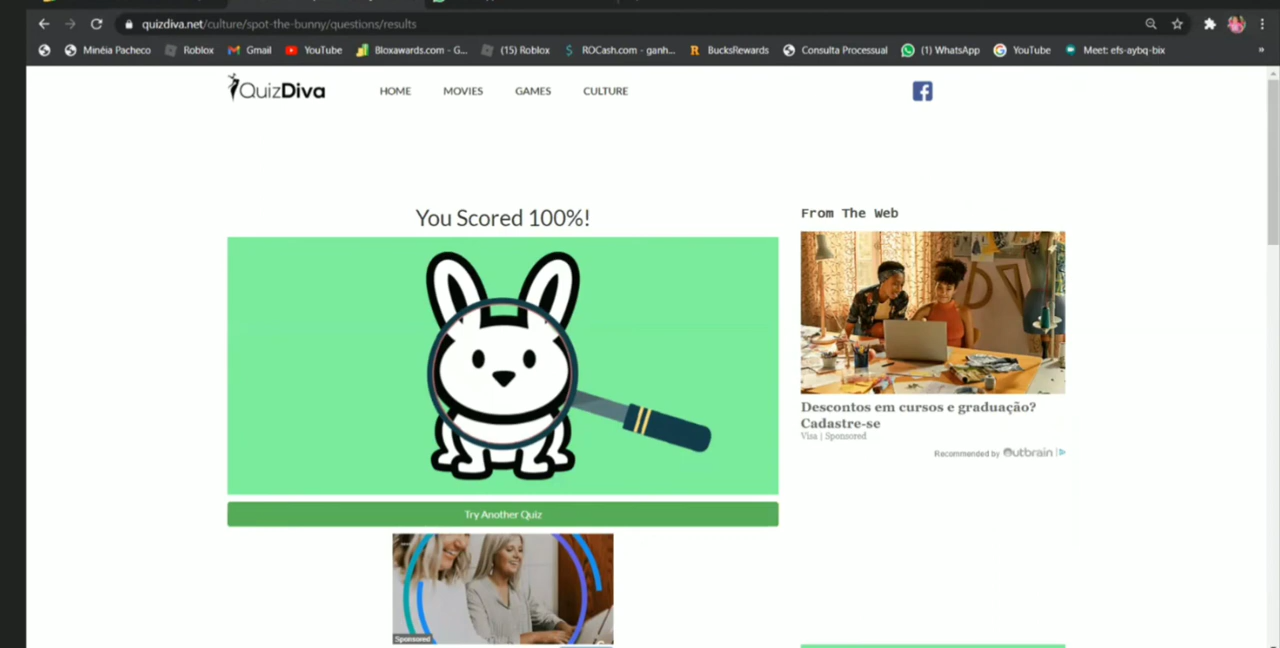 quizdiva.net/culture/spot-the-bunny/questions/results
Minéia Pacheco
Roblox
Gmail
YouTube
Bloxawards.com - G...
(15) Roblox
ROCash.com - ganh...
BucksRewards
Consulta Processual
(1) WhatsApp
YouTube
Meet: efs-aybq-bix
»
QuizDiva
HOME
MOVIES
GAMES
CULTURE
You Scored 100%!
Try Another Quiz
Sponsored
From The Web
Descontos em cursos e graduação?
Cadastre-se
Visa | Sponsored
Recommended by Outbrain